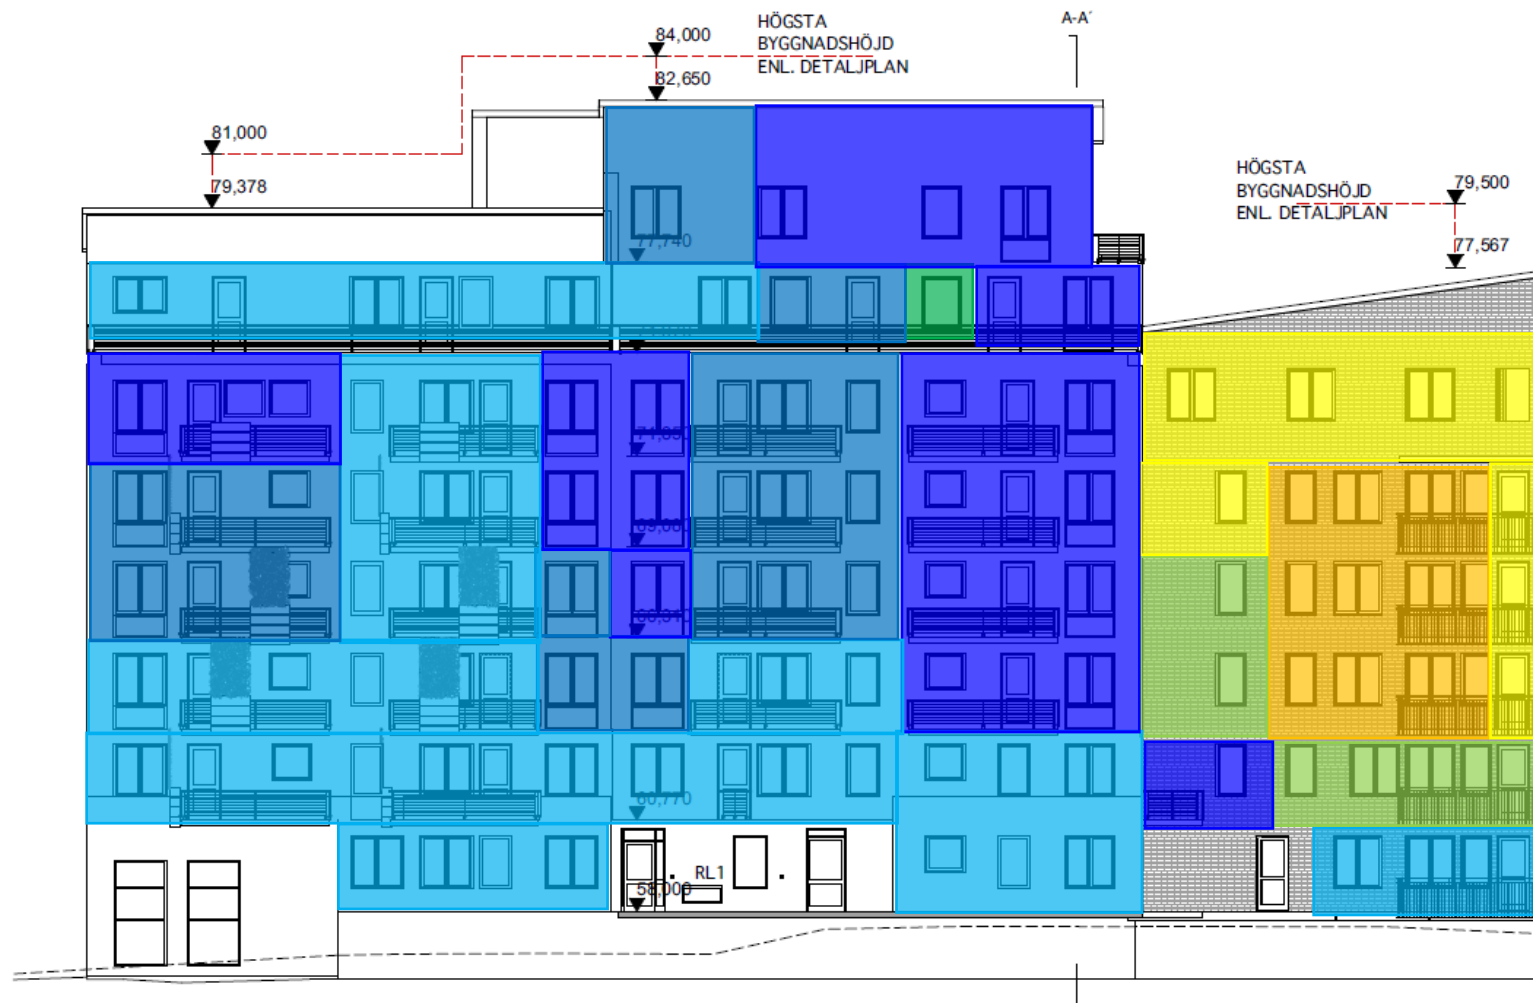 HÖGSTA
BYGGNADSHÖJD
ENL. DETALJPLAN
A-A´
84,000
82,650
81,000
79,378
HÖGSTA
BYGGNADSHÖJD
ENL. DETALJPLAN
79,500
77,567
77,740
60,770
RL1
58,000